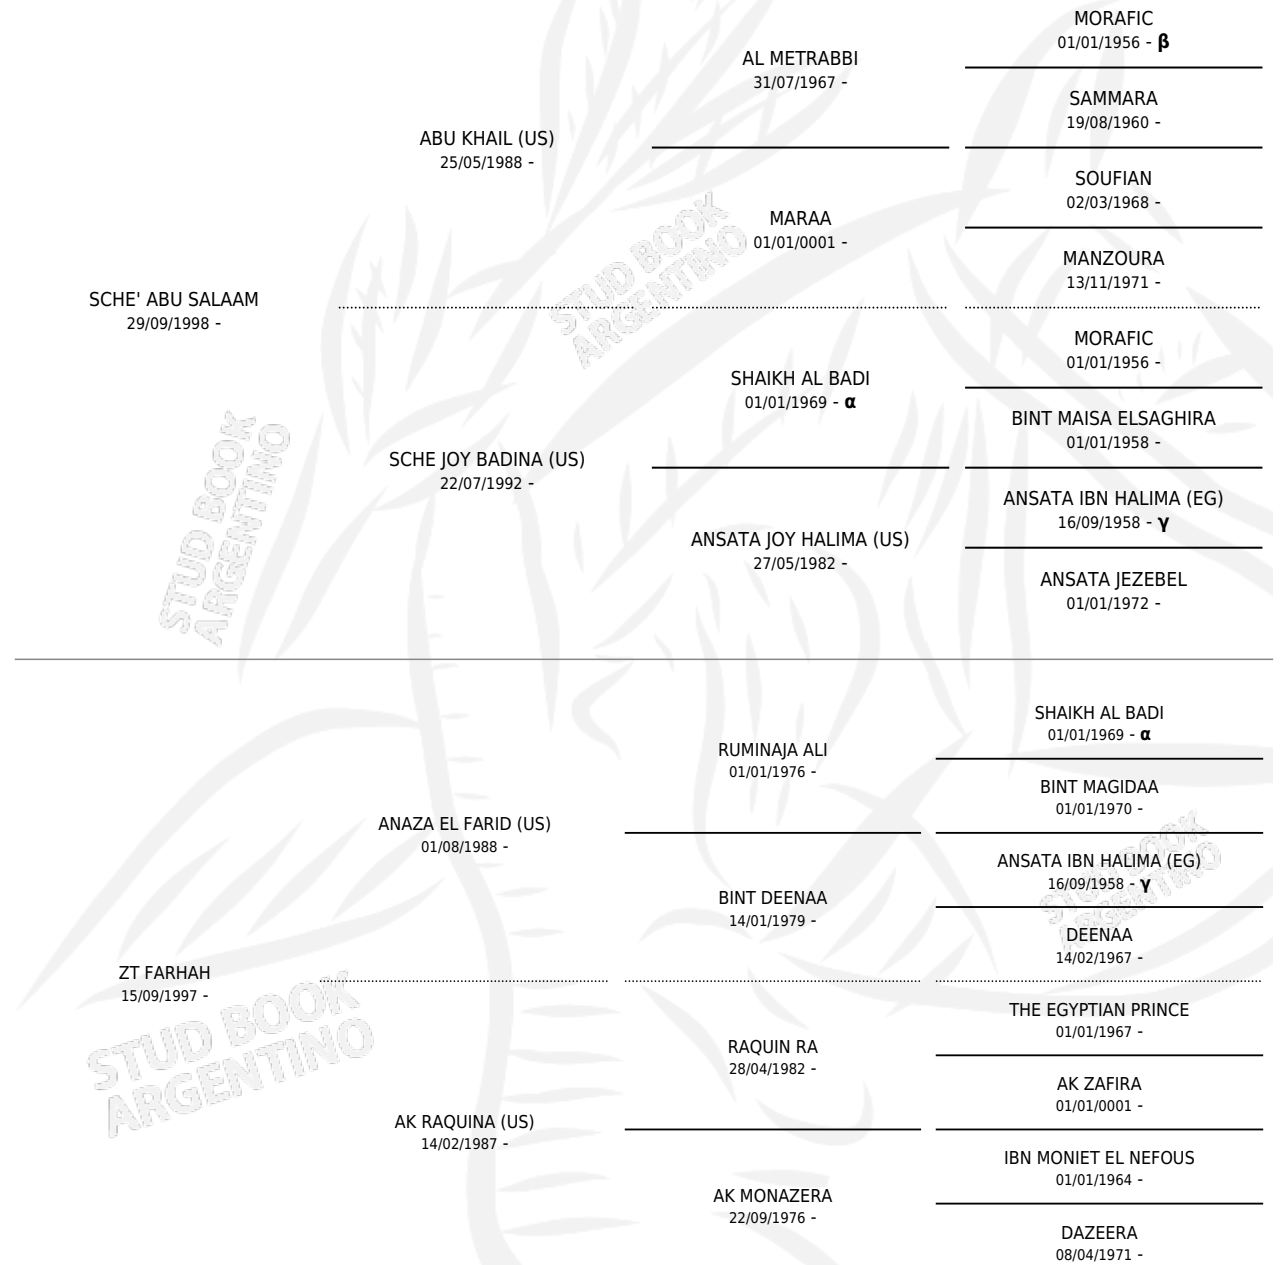 MORAFIC
01/01/1956 - β
AL METRABBI
31/07/1967 -
SAMMARA
19/08/1960 -
ABU KHAIL (US)
25/05/1988 -
SOUFIAN
02/03/1968 -
MARAA
01/01/0001 -
MANZOURA
13/11/1971 -
SCHE' ABU SALAAM
29/09/1998 -
MORAFIC
01/01/1956 -
SHAIKH AL BADI
01/01/1969 - α
BINT MAISA ELSAGHIRA
01/01/1958 -
SCHE JOY BADINA (US)
22/07/1992 -
ANSATA IBN HALIMA (EG)
16/09/1958 - γ
ANSATA JOY HALIMA (US)
27/05/1982 -
ANSATA JEZEBEL
01/01/1972 -
STUD BOOK
ARGENTINO
STUD BOOK
ARGENTINO
SHAIKH AL BADI
01/01/1969 - α
RUMINAJA ALI
01/01/1976 -
BINT MAGIDAA
01/01/1970 -
ANAZA EL FARID (US)
01/08/1988 -
ANSATA IBN HALIMA (EG)
16/09/1958 - γ
BINT DEENAA
14/01/1979 -
DEENAA
14/02/1967 -
ZT FARHAH
15/09/1997 -
THE EGYPTIAN PRINCE
01/01/1967 -
RAQUIN RA
28/04/1982 -
AK ZAFIRA
01/01/0001 -
AK RAQUINA (US)
14/02/1987 -
IBN MONIET EL NEFOUS
01/01/1964 -
AK MONAZERA
22/09/1976 -
DAZEERA
08/04/1971 -
STUD BOOK
ARGENTINO
STUD BOOK
ARGENTINO